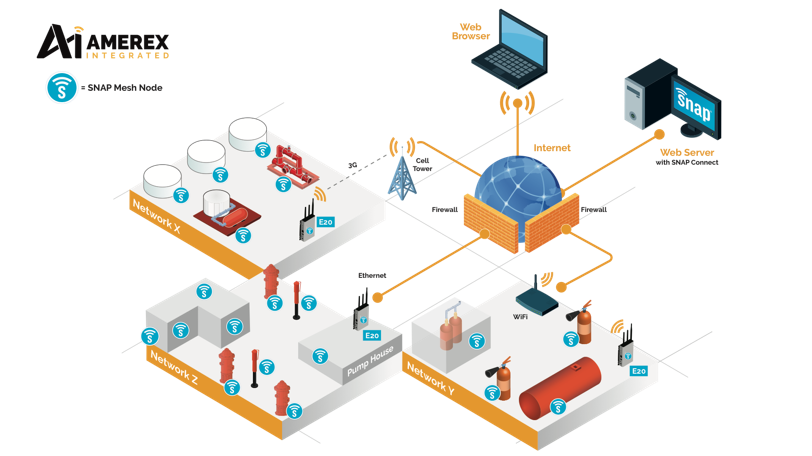 Ai AMEREX
INTEGRATED
S = SNAP Mesh Node
Web
Browser
snap
Internet
Web Server
with SNAP Connect
3G
Cell
Tower
Firewall
Firewall
E20
Network X
Ethernet
E20
Pump House
Network Z
WiFi
E20
Network Y